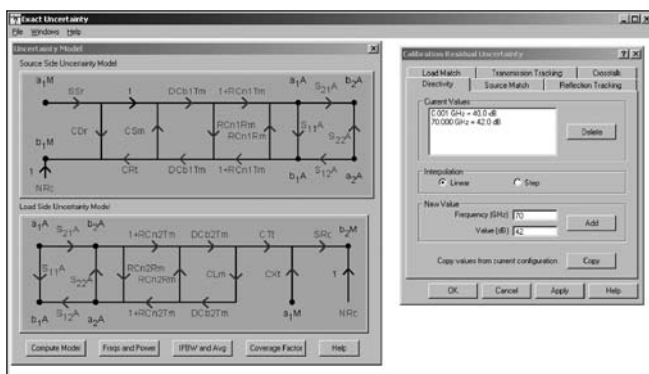 Exact Uncertainty
File Windows Help
Uncertainty Model
Source Side Uncertainty Model
a1M SSr 1 DCb1Tm 1+RCn1Tm a1A S21A b2A
CDr CSm RCn1Rm RCn1Rm S11A S22A
b1M CRt DCb1Tm 1+RCn1Tm b1A S12A a2A
1
NRc
Load Side Uncertainty Model
a1A S21A b2A 1+RCn2Tm DCb2Tm CTt SRc b2M
S11A S22A RCn2Rm RCn2Rm CLm CXt 1
b1A S12A a2A 1+RCn2Tm DCb2Tm a1M NRc
Compute Model Freqs and Power IFBW and Avg Coverage Factor Help
Calibration Residual Uncertainty
Load Match Transmission Tracking Crosstalk
Directivity Source Match Reflection Tracking
Current Values
0.001 GHz = 40.0 dB
70.000 GHz = 42.0 dB
Delete
Interpolation
Linear Step
New Value
Frequency (GHz) 70
Value (dB) 42
Add
Copy values from current configuration Copy
OK Cancel Apply Help